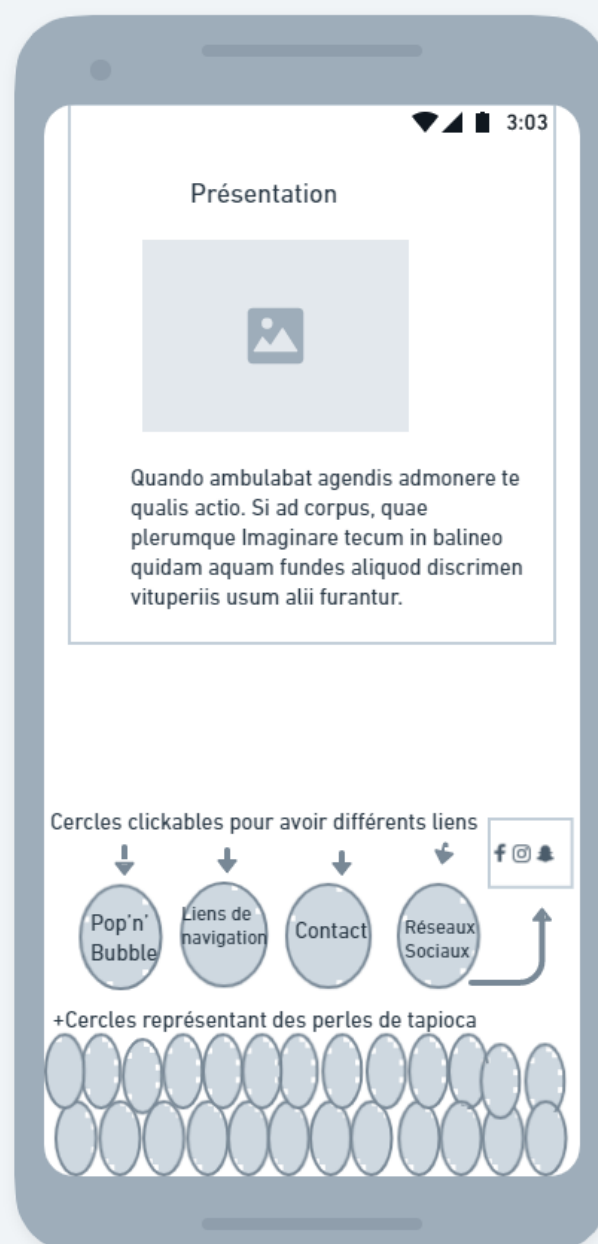 3:03
Présentation
Quando ambulabat agendis admonere te
qualis actio. Si ad corpus, quae
plerumque Imaginare tecum in balineo
quidam aquam fundes aliquod discrimen
vituperiis usum alii furantur.
Cercles clickables pour avoir différents liens
Pop'n'
Bubble
Liens de
navigation
Contact
Réseaux
Sociaux
+Cercles représentant des perles de tapioca